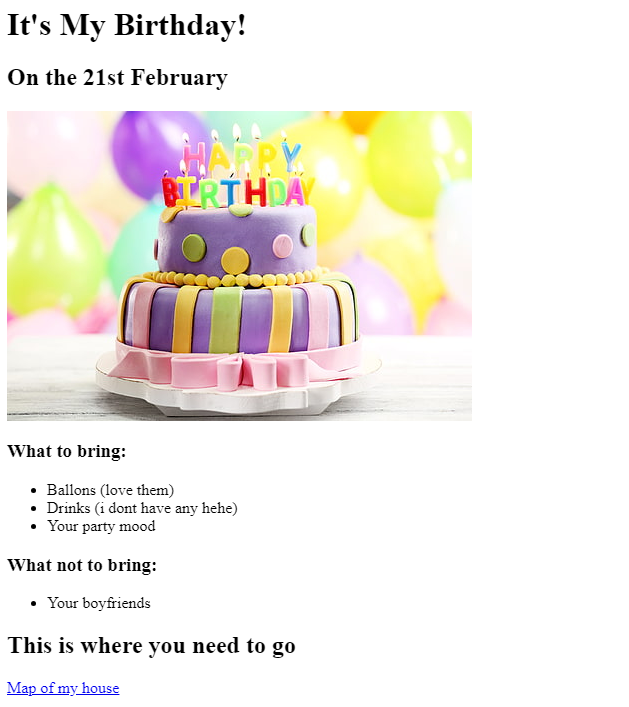 It's My Birthday!
On the 21st February
HAPPY
BIRTHDAY
What to bring:
Ballons (love them)
Drinks (i dont have any hehe)
Your party mood
What not to bring:
Your boyfriends
This is where you need to go
Map of my house